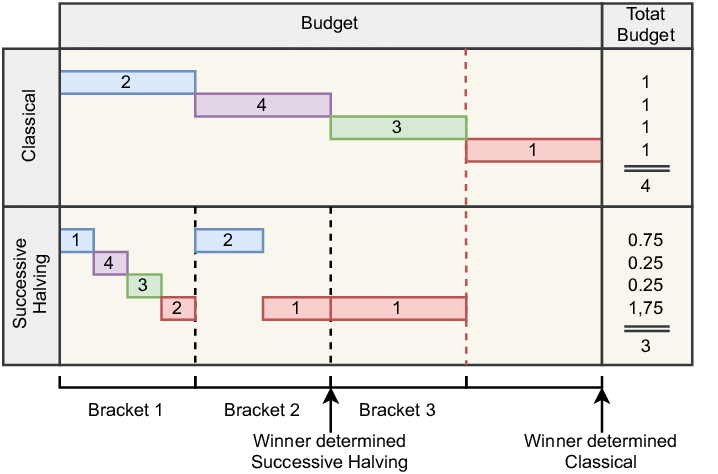 Budget
Totat
Budget
Classical
2
4
3
1
1
1
1
1
4
Successive
Halving
1
4
3
2
2
1
1
0.75
0.25
0.25
1,75
3
Bracket 1
Bracket 2
Bracket 3
Winner determined
Successive Halving
Winner determined
Classical